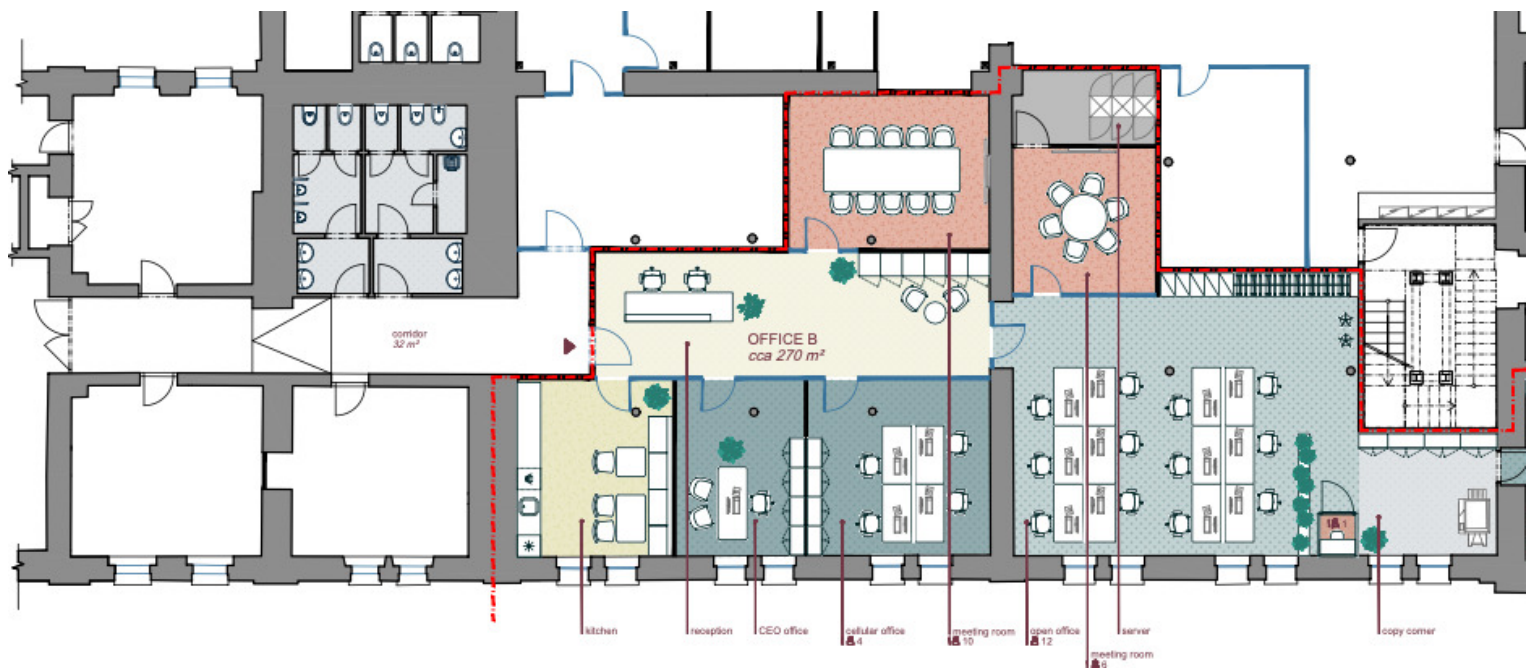 corridor
32 m²
OFFICE B
cca 270 m²
1
kitchen
reception
CEO office
cellular office
4
meeting room
10
open office
12
meeting room
6
server
copy corner